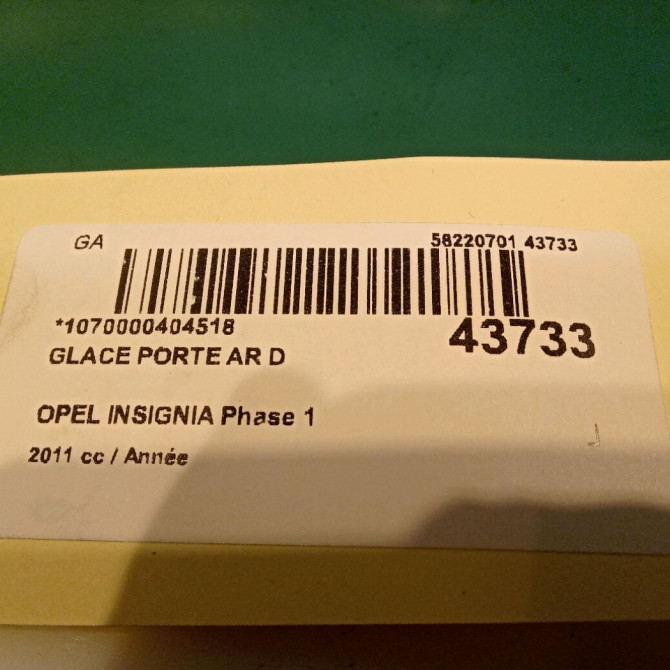 GA 58220701 43733
*1070000404518 43733
GLACE PORTE AR D
OPEL INSIGNIA Phase 1
2011 cc / Année